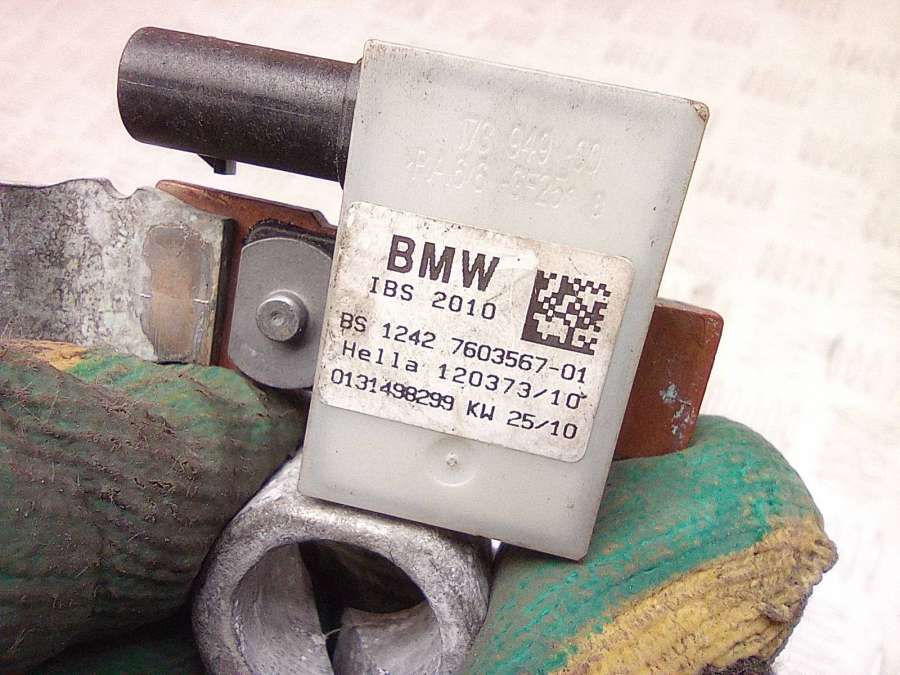 BMW
IBS 2010
BS 1242 7603567-01
Hella 120373/10
0131498299 KW 25/10